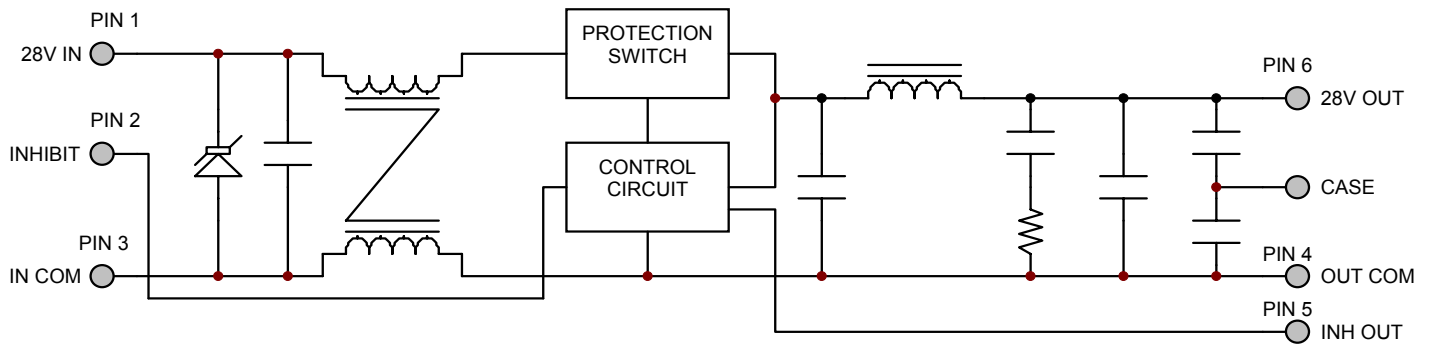 PIN 1
28V IN
PIN 2
INHIBIT
PIN 3
IN COM
PROTECTION
SWITCH
CONTROL
CIRCUIT
PIN 6
28V OUT
CASE
PIN 4
OUT COM
PIN 5
INH OUT